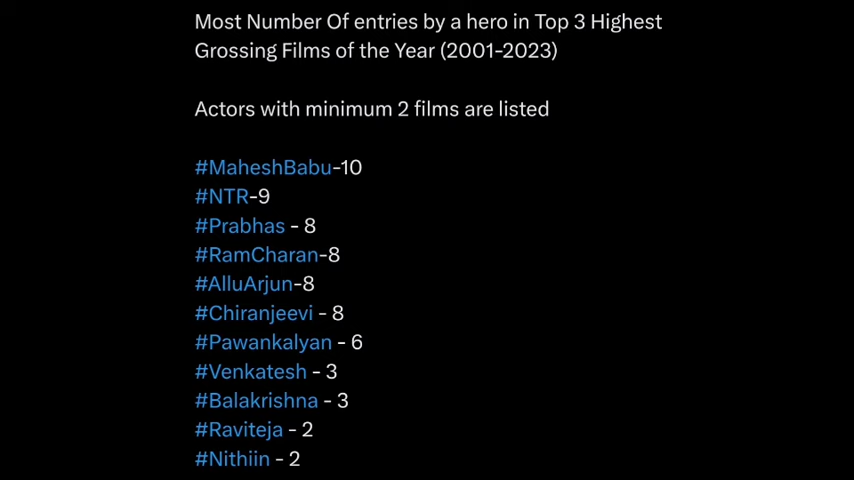 Most Number Of entries by a hero in Top 3 Highest
Grossing Films of the Year (2001-2023)
Actors with minimum 2 films are listed
#MaheshBabu-10
#NTR-9
#Prabhas - 8
#RamCharan-8
#AlluArjun-8
#Chiranjeevi - 8
#Pawankalyan - 6
#Venkatesh - 3
#Balakrishna - 3
#Raviteja - 2
#Nithiin - 2